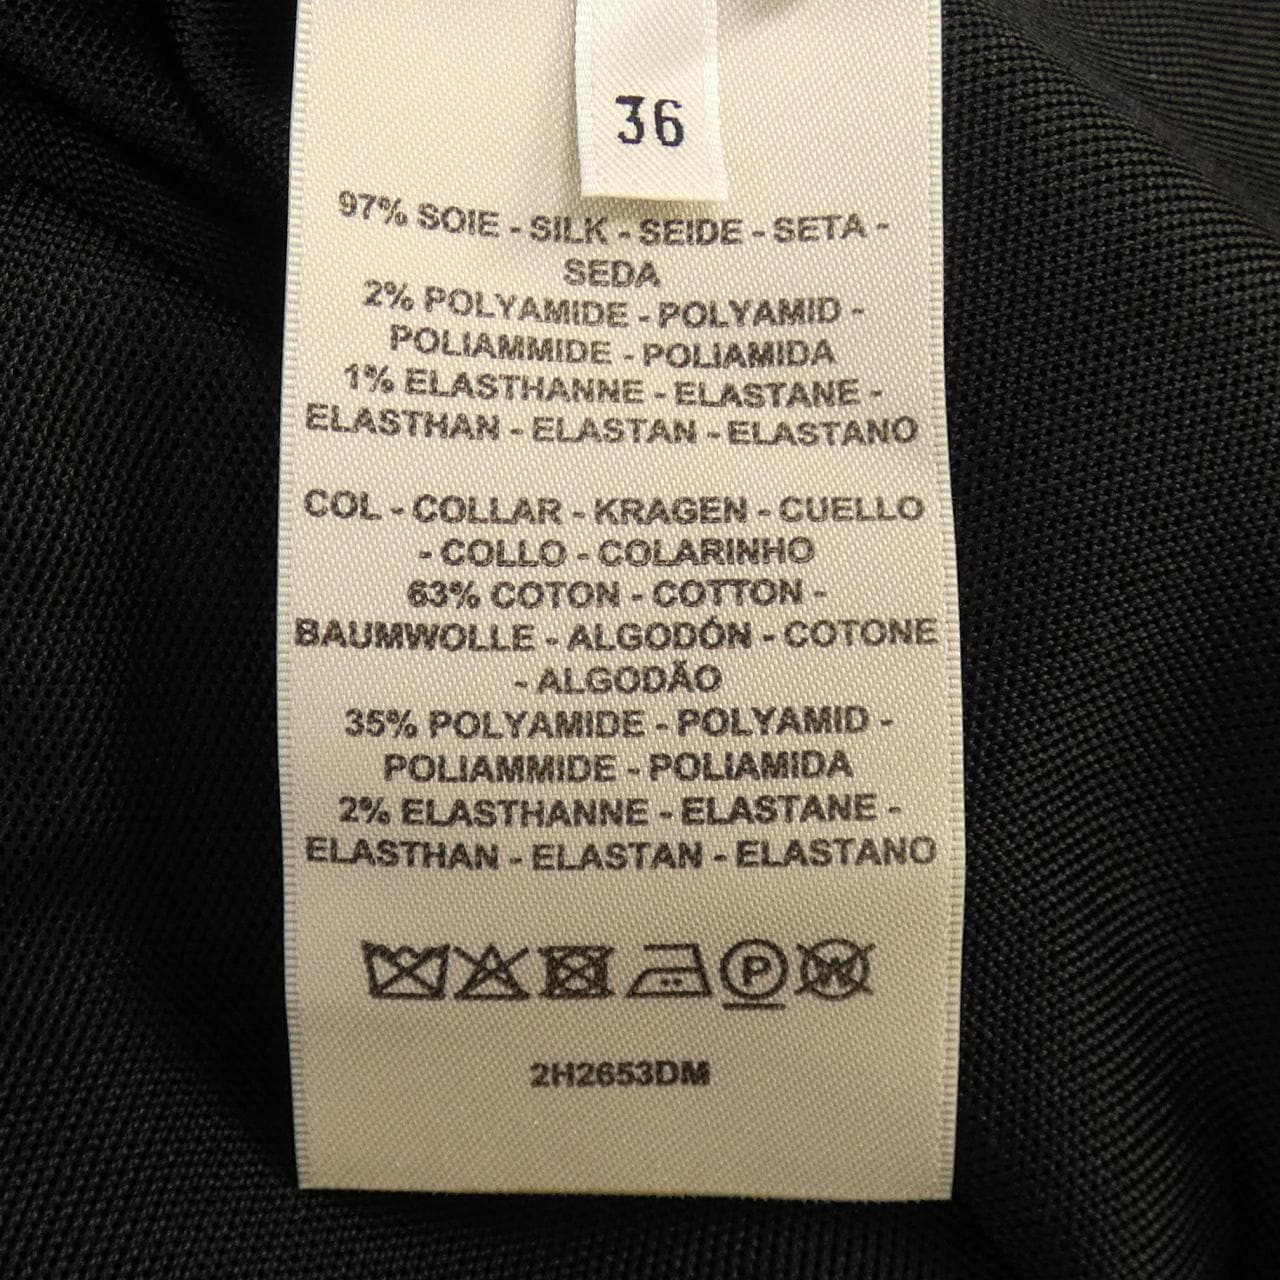 36
97% SOIE - SILK - SEIDE - SETA -
SEDA
2% POLYAMIDE - POLYAMID -
POLIAMMIDE - POLIAMIDA
1% ELASTHANNE - ELASTANE -
ELASTHAN - ELASTAN - ELASTANO
COL - COLLAR - KRAGEN - CUELLO
- COLLO - COLARINHO
63% COTON - COTTON -
BAUMWOLLE - ALGODÓN - COTONE
- ALGODÃO
35% POLYAMIDE - POLYAMID -
POLIAMMIDE - POLIAMIDA
2% ELASTHANNE - ELASTANE -
ELASTHAN - ELASTAN - ELASTANO
P W
2H2653DM